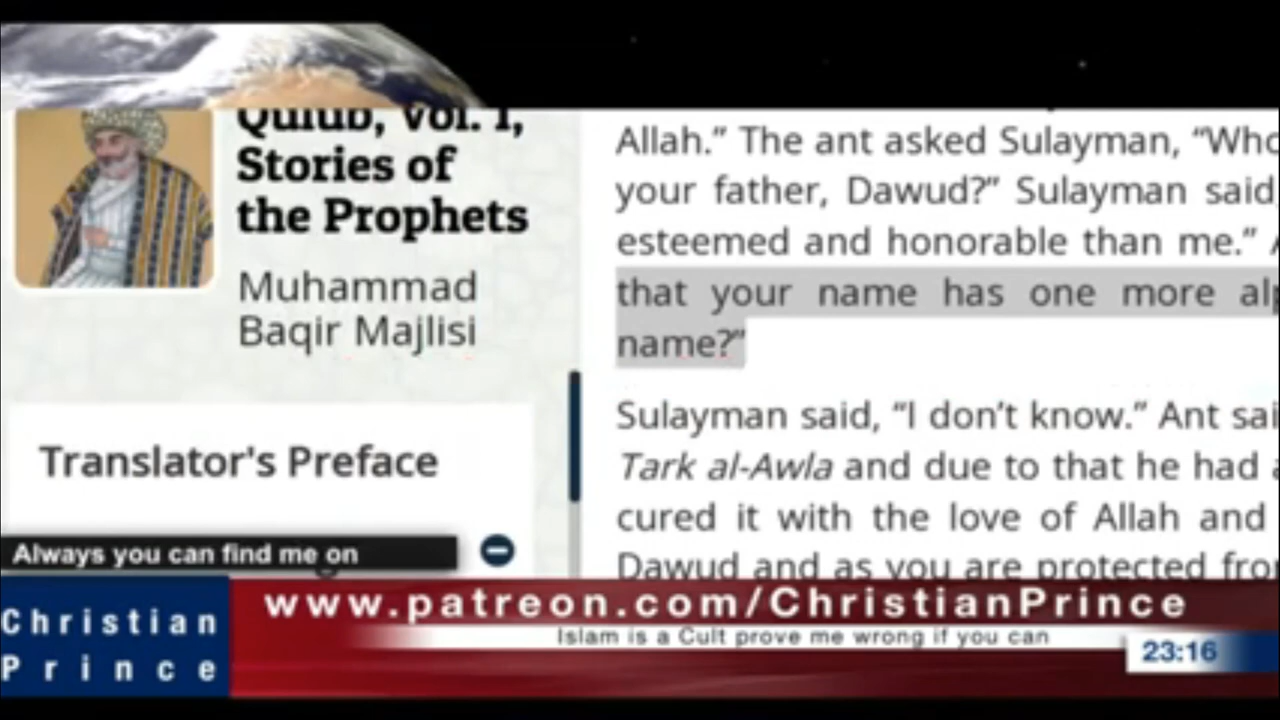 Qulub, Vol. 1,
Stories of
the Prophets
Muhammad
Baqir Majlisi
Translator's Preface
Allah.” The ant asked Sulayman, “Who
your father, Dawud?” Sulayman said,
esteemed and honorable than me.” A
that your name has one more alp
name?”
Sulayman said, “I don’t know.” Ant sai
Tark al-Awla and due to that he had a
cured it with the love of Allah and
Dawud and as you are protected fro
Always you can find me on
Christian
Prince
www.patreon.com/ChristianPrince
Islam is a Cult prove me wrong if you can
23:16